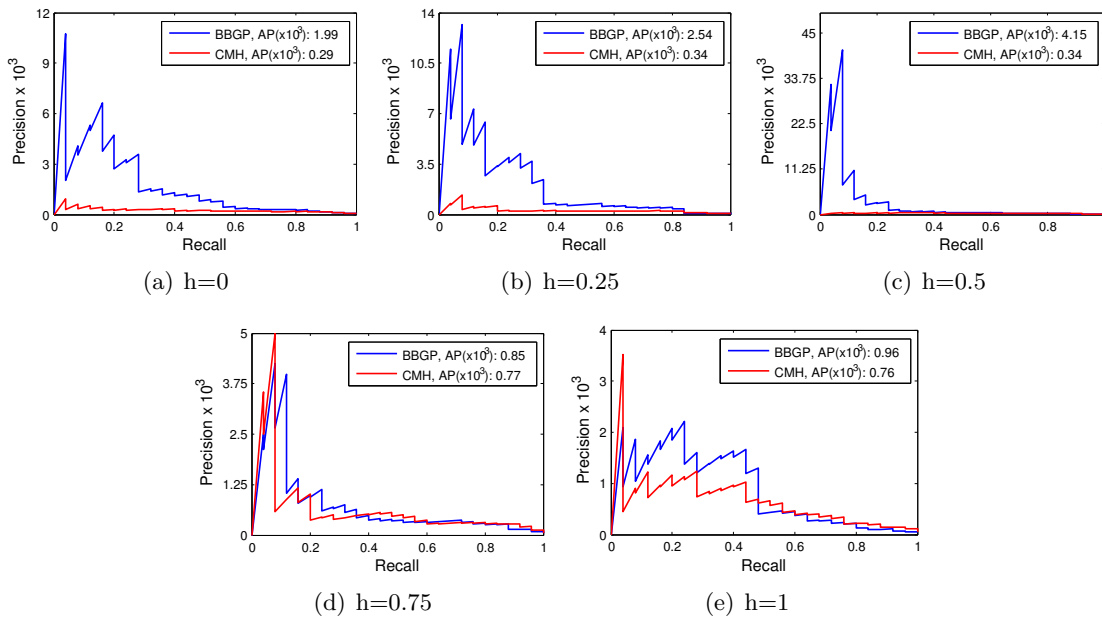 12
9
6
3
0
Precision x 10³
BBGP, AP(x10³): 1.99
CMH, AP(x10³): 0.29
0 0.2 0.4 0.6 0.8 1
Recall
(a) h=0
14
10.5
7
3.5
0
Precision x 10³
BBGP, AP(x10³): 2.54
CMH, AP(x10³): 0.34
0 0.2 0.4 0.6 0.8 1
Recall
(b) h=0.25
45
33.75
22.5
11.25
0
Precision x 10³
BBGP, AP(x10³): 4.15
CMH, AP(x10³): 0.34
0 0.2 0.4 0.6 0.8
Recall
(c) h=0.5
5
3.75
2.5
1.25
0
Precision x 10³
BBGP, AP(x10³): 0.85
CMH, AP(x10³): 0.77
0 0.2 0.4 0.6 0.8 1
Recall
(d) h=0.75
4
3
2
1
0
Precision x 10³
BBGP, AP(x10³): 0.96
CMH, AP(x10³): 0.76
0 0.2 0.4 0.6 0.8 1
Recall
(e) h=1